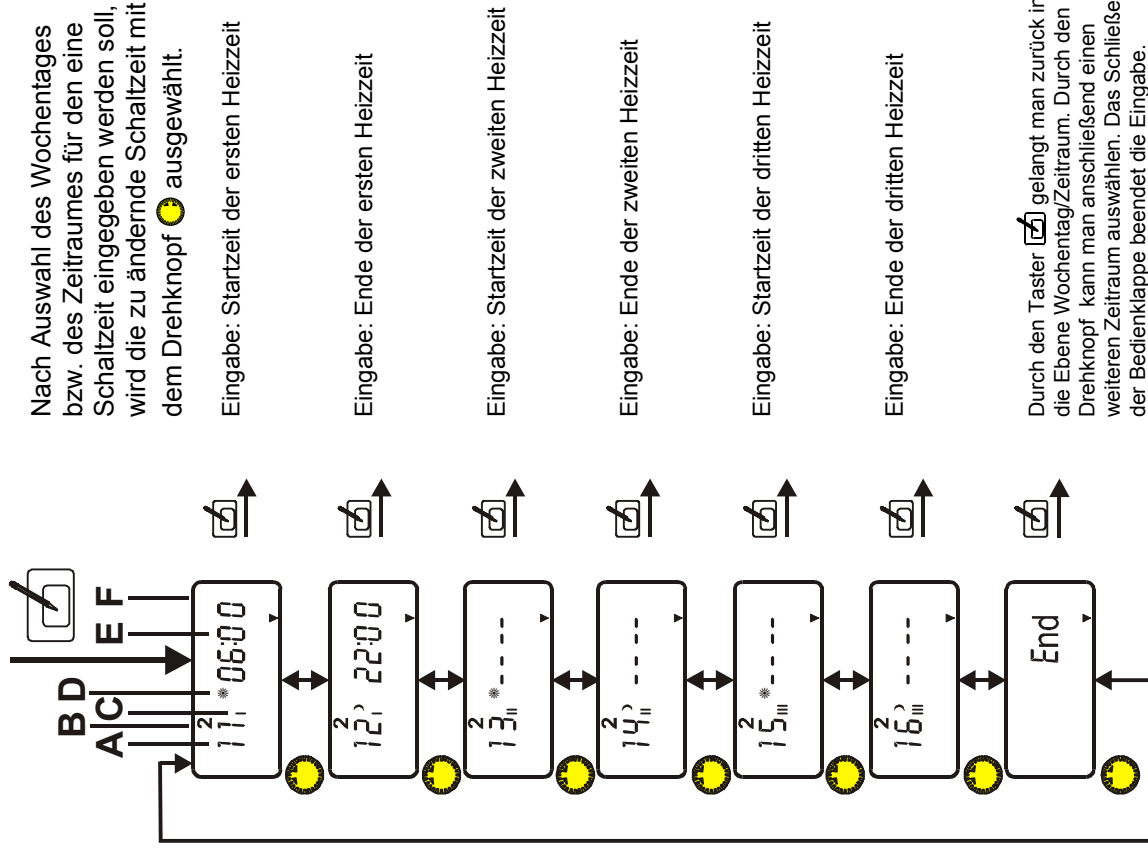 A B C D E F
Nach Auswahl des Wochentages
bzw. des Zeitraumes für den eine
Schaltzeit eingegeben werden soll,
wird die zu ändernde Schaltzeit mit
dem Drehknopf ausgewählt.
11 2 I 06:00
Eingabe: Startzeit der ersten Heizzeit
12 2 I 22:00
Eingabe: Ende der ersten Heizzeit
13 2 II --:--
Eingabe: Startzeit der zweiten Heizzeit
14 2 II --:--
Eingabe: Ende der zweiten Heizzeit
15 2 III --:--
Eingabe: Startzeit der dritten Heizzeit
16 2 III --:--
Eingabe: Ende der dritten Heizzeit
End
Durch den Taster gelangt man zurück in
die Ebene Wochentag/Zeitraum. Durch den
Drehknopf kann man anschließend einen
weiteren Zeitraum auswählen. Das Schließe
der Bedienklappe beendet die Eingabe.